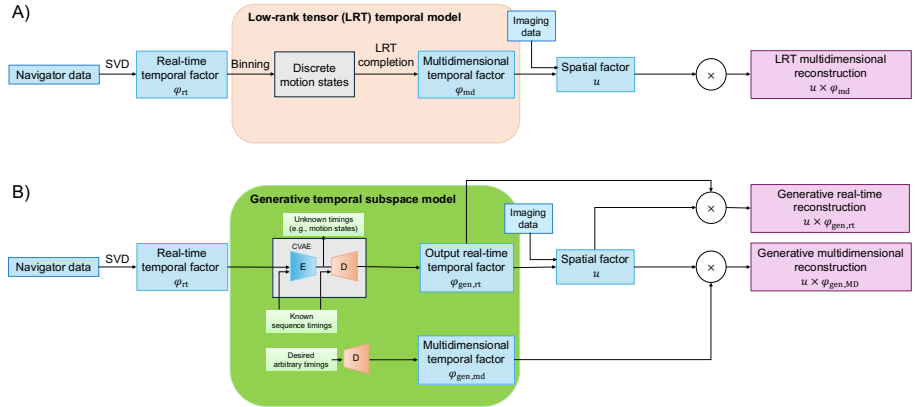 A)
Low-rank tensor (LRT) temporal model
Navigator data
SVD
Real-time
temporal factor
φrt
Binning
Discrete
motion states
LRT
completion
Multidimensional
temporal factor
φmd
Imaging
data
Spatial factor
u
×
LRT multidimensional
reconstruction
u × φmd
B)
Generative temporal subspace model
Navigator data
SVD
Real-time
temporal factor
φrt
Unknown timings
(e.g., motion states)
CVAE
E
D
Known
sequence timings
Desired
arbitrary timings
D
Output real-time
temporal factor
φgen,rt
Multidimensional
temporal factor
φgen,md
Imaging
data
Spatial factor
u
×
×
Generative real-time
reconstruction
u × φgen,rt
Generative multidimensional
reconstruction
u × φgen,MD